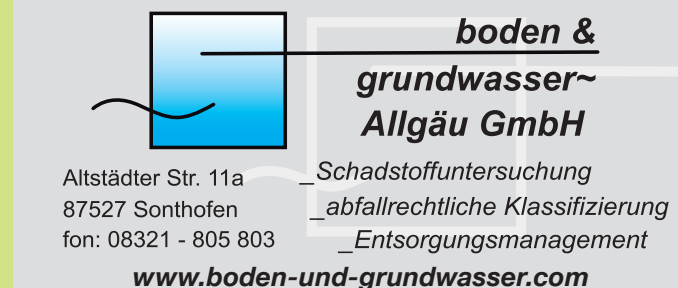 boden &
grundwasser~
Allgäu GmbH
Altstädter Str. 11a
87527 Sonthofen
fon: 08321 - 805 803
_Schadstoffuntersuchung
_abfallrechtliche Klassifizierung
_Entsorgungsmanagement
www.boden-und-grundwasser.com